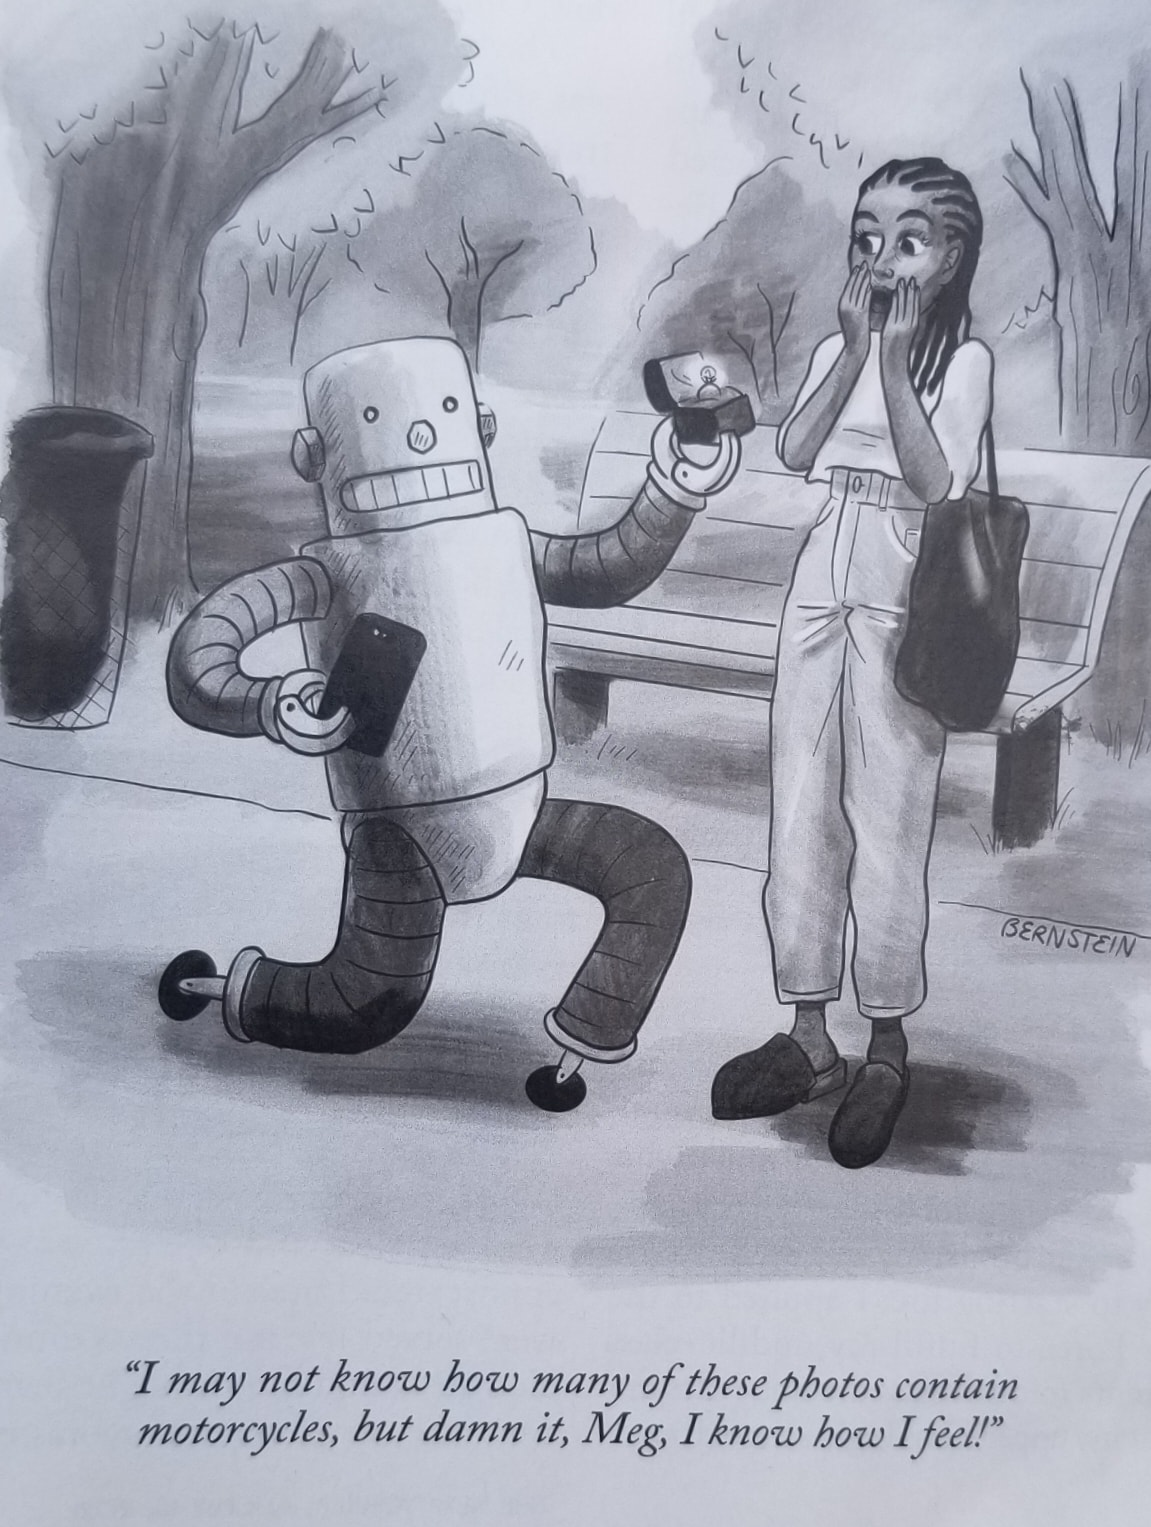 BERNSTEIN
“I may not know how many of these photos contain
motorcycles, but damn it, Meg, I know how I feel!”